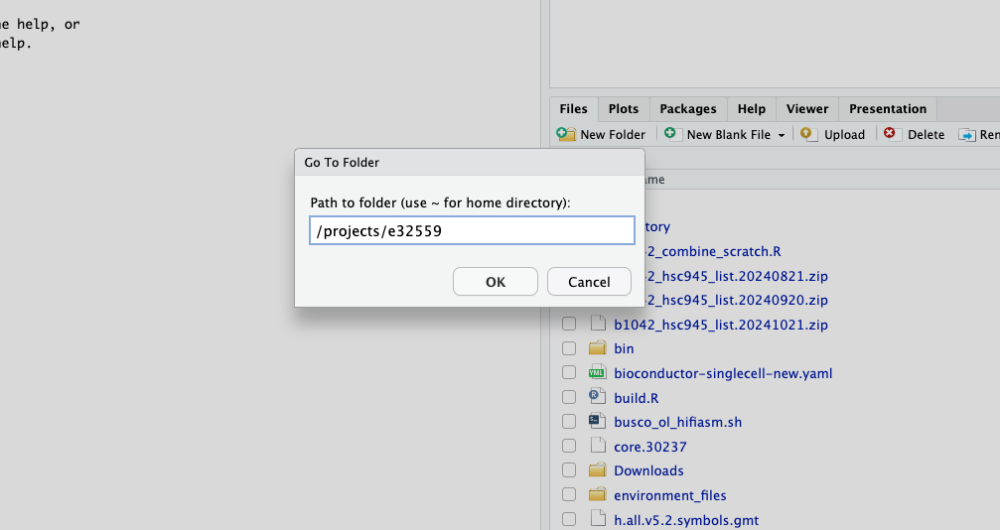 e help, or
elp.
Files Plots Packages Help Viewer Presentation
New Folder New Blank File Upload Delete Ren
Go To Folder
me
Path to folder (use ~ for home directory):
/projects/e32559
OK Cancel
tory
2_combine_scratch.R
2_hsc945_list.20240821.zip
2_hsc945_list.20240920.zip
b1042_hsc945_list.20241021.zip
bin
YML bioconductor-singlecell-new.yaml
R build.R
busco_ol_hifiasm.sh
core.30237
Downloads
environment_files
h.all.v5.2.symbols.gmt